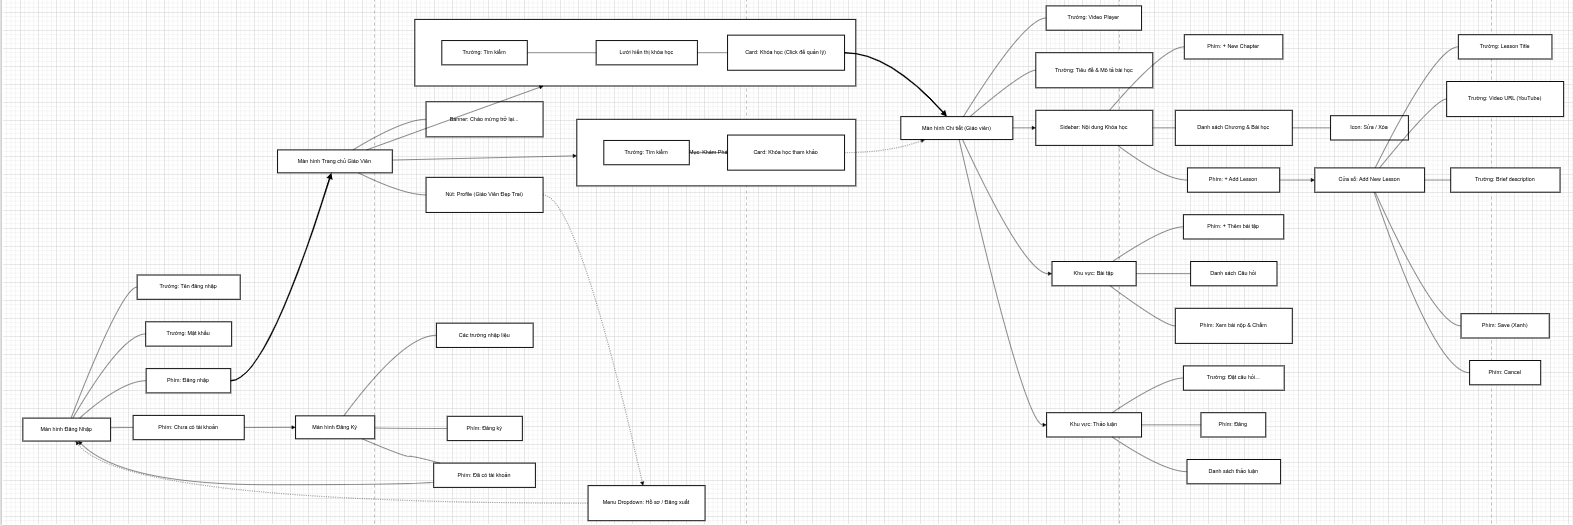 Trường: Tìm kiếm
Lưới hiển thị khóa học
Card: Khóa học (Click để quản lý)
Banner: Chào mừng trở lại...
Màn hình Trang chủ Giáo Viên
Trường: Tìm kiếm
Mục: Khám Phá
Card: Khóa học tham khảo
Nút: Profile (Giáo Viên Đẹp Trai)
Trường: Tên đăng nhập
Trường: Mật khẩu
Phím: Đăng nhập
Màn hình Đăng Nhập
Phím: Chưa có tài khoản
Màn hình Đăng Ký
Các trường nhập liệu
Phím: Đăng ký
Phím: Đã có tài khoản
Menu Dropdown: Hồ sơ / Đăng xuất
Màn hình Chi tiết (Giáo viên)
Trường: Video Player
Trường: Tiêu đề & Mô tả bài học
Sidebar: Nội dung Khóa học
Phím: + New Chapter
Danh sách Chương & Bài học
Icon: Sửa / Xóa
Phím: + Add Lesson
Cửa sổ: Add New Lesson
Trường: Lesson Title
Trường: Video URL (YouTube)
Trường: Brief description
Phím: Save (Xanh)
Phím: Cancel
Khu vực: Bài tập
Phím: + Thêm bài tập
Danh sách Câu hỏi
Phím: Xem bài nộp & Chấm
Khu vực: Thảo luận
Trường: Đặt câu hỏi...
Phím: Đăng
Danh sách thảo luận